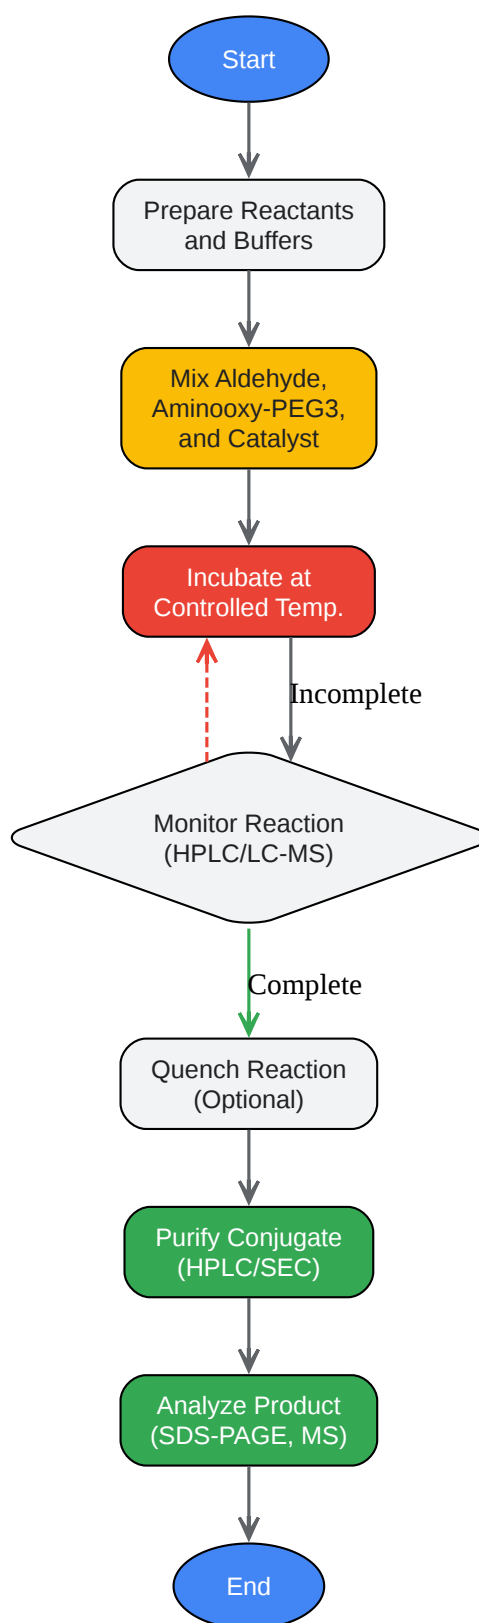 Start
Prepare Reactants
and Buffers
Mix Aldehyde,
Aminooxy-PEG3,
and Catalyst
Incubate at
Controlled Temp.
Incomplete
Monitor Reaction
(HPLC/LC-MS)
Complete
Quench Reaction
(Optional)
Purify Conjugate
(HPLC/SEC)
Analyze Product
(SDS-PAGE, MS)
End